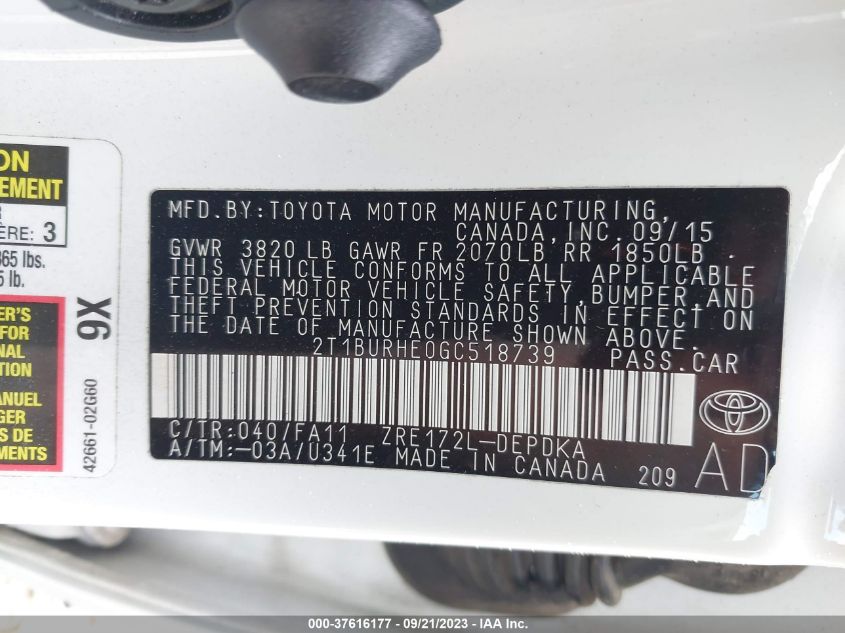 ON
EMENT
R
ÈRE: 3
365 lbs.
5 lb.
ER'S
FOR
NAL
TION
ANUEL
GER
S DE
EMENTS
9X
42661-02G60
MFD.BY:TOYOTA MOTOR MANUFACTURING,
CANADA,INC. 09/15
GVWR 3820 LB GAWR FR 2070LB RR 1850LB
THIS VEHICLE CONFORMS TO ALL APPLICABLE
FEDERAL MOTOR VEHICLE SAFETY,BUMPER,AND
THEFT PREVENTION STANDARDS IN EFFECT ON
THE DATE OF MANUFACTURE SHOWN ABOVE.
2T1BURHE0GC518739 PASS.CAR
C/TR:040/FA11 ZRE172L-DEPDKA
A/TM:-03A/U341E MADE IN CANADA 209
AD
000-37616177 - 09/21/2023 - IAA Inc.